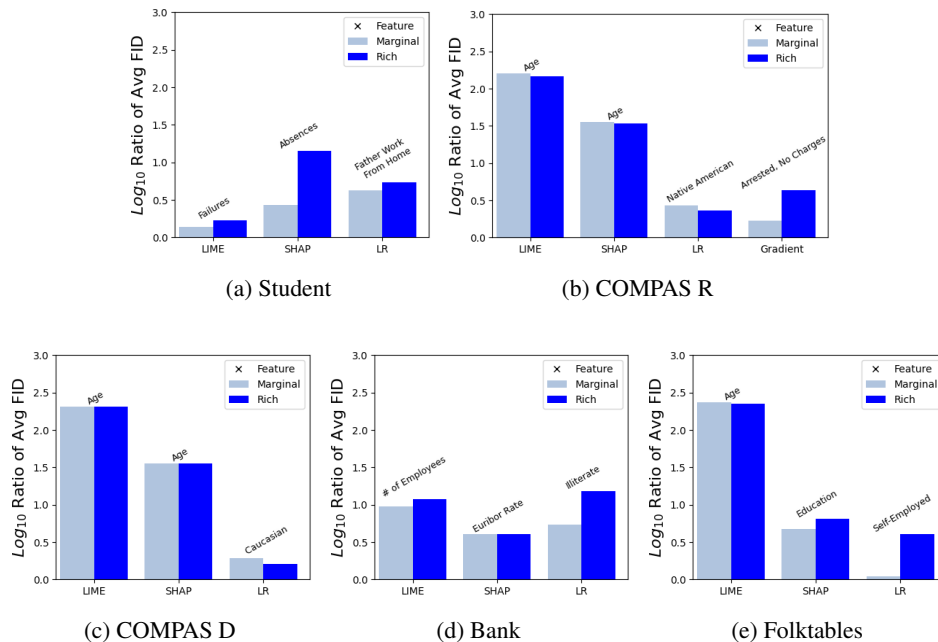 Log10 Ratio of Avg FID
3.0
2.5
2.0
1.5
1.0
0.5
0.0
Feature
Marginal
Rich
Failures
Absences
Father Work
From Home
LIME
SHAP
LR
(a) Student
Log10 Ratio of Avg FID
3.0
2.5
2.0
1.5
1.0
0.5
0.0
Feature
Marginal
Rich
Age
Age
Native American
Arrested, No Charges
LIME
SHAP
LR
Gradient
(b) COMPAS R
Log10 Ratio of Avg FID
3.0
2.5
2.0
1.5
1.0
0.5
0.0
Feature
Marginal
Rich
Age
Age
Caucasian
LIME
SHAP
LR
(c) COMPAS D
Log10 Ratio of Avg FID
3.0
2.5
2.0
1.5
1.0
0.5
0.0
Feature
Marginal
Rich
# of Employees
Euribor Rate
Illiterate
LIME
SHAP
LR
(d) Bank
Log10 Ratio of Avg FID
3.0
2.5
2.0
1.5
1.0
0.5
0.0
Feature
Marginal
Rich
Age
Education
Self-Employed
LIME
SHAP
LR
(e) Folktables